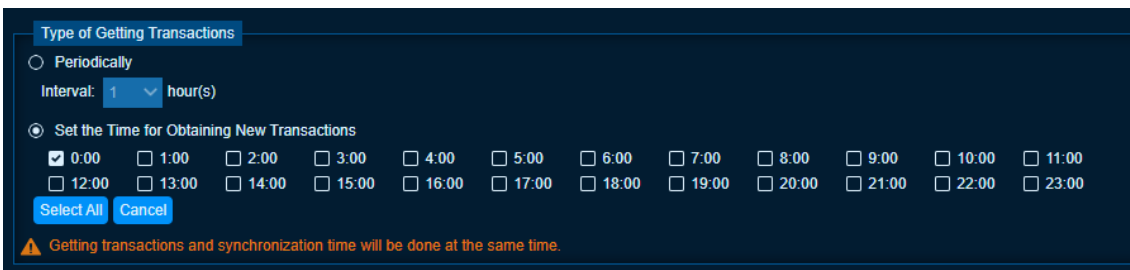 Type of Getting Transactions
Periodically
Interval: 1 hour(s)
Set the Time for Obtaining New Transactions
0:00 1:00 2:00 3:00 4:00 5:00 6:00 7:00 8:00 9:00 10:00 11:00
12:00 13:00 14:00 15:00 16:00 17:00 18:00 19:00 20:00 21:00 22:00 23:00
Select All Cancel
Getting transactions and synchronization time will be done at the same time.